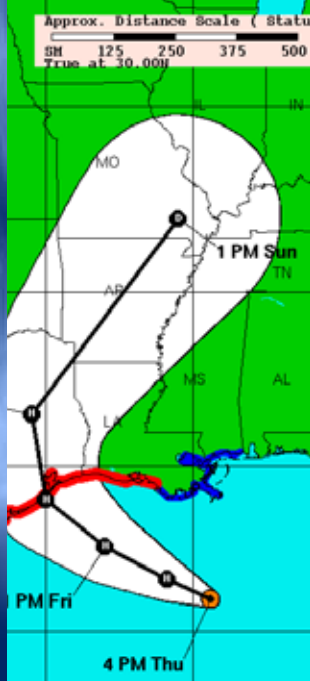 Approx. Distance Scale ( Statu
SM 125 250 375 500
True at 30.00N
IL IN
MO
1 PM Sun
TN
AR
MS AL
LA
H
H
H
H
PM Fri
4 PM Thu